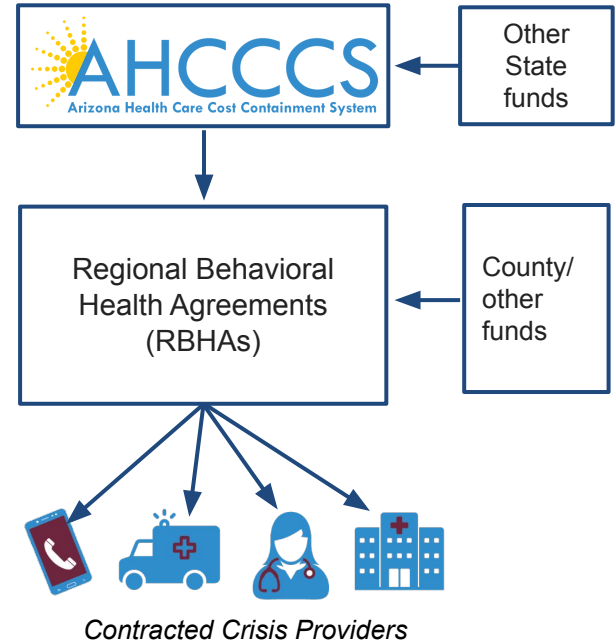 AHCCCS
Arizona Health Care Cost Containment System
Other
State
funds
Regional Behavioral
Health Agreements
(RBHAs)
County/
other
funds
Contracted Crisis Providers